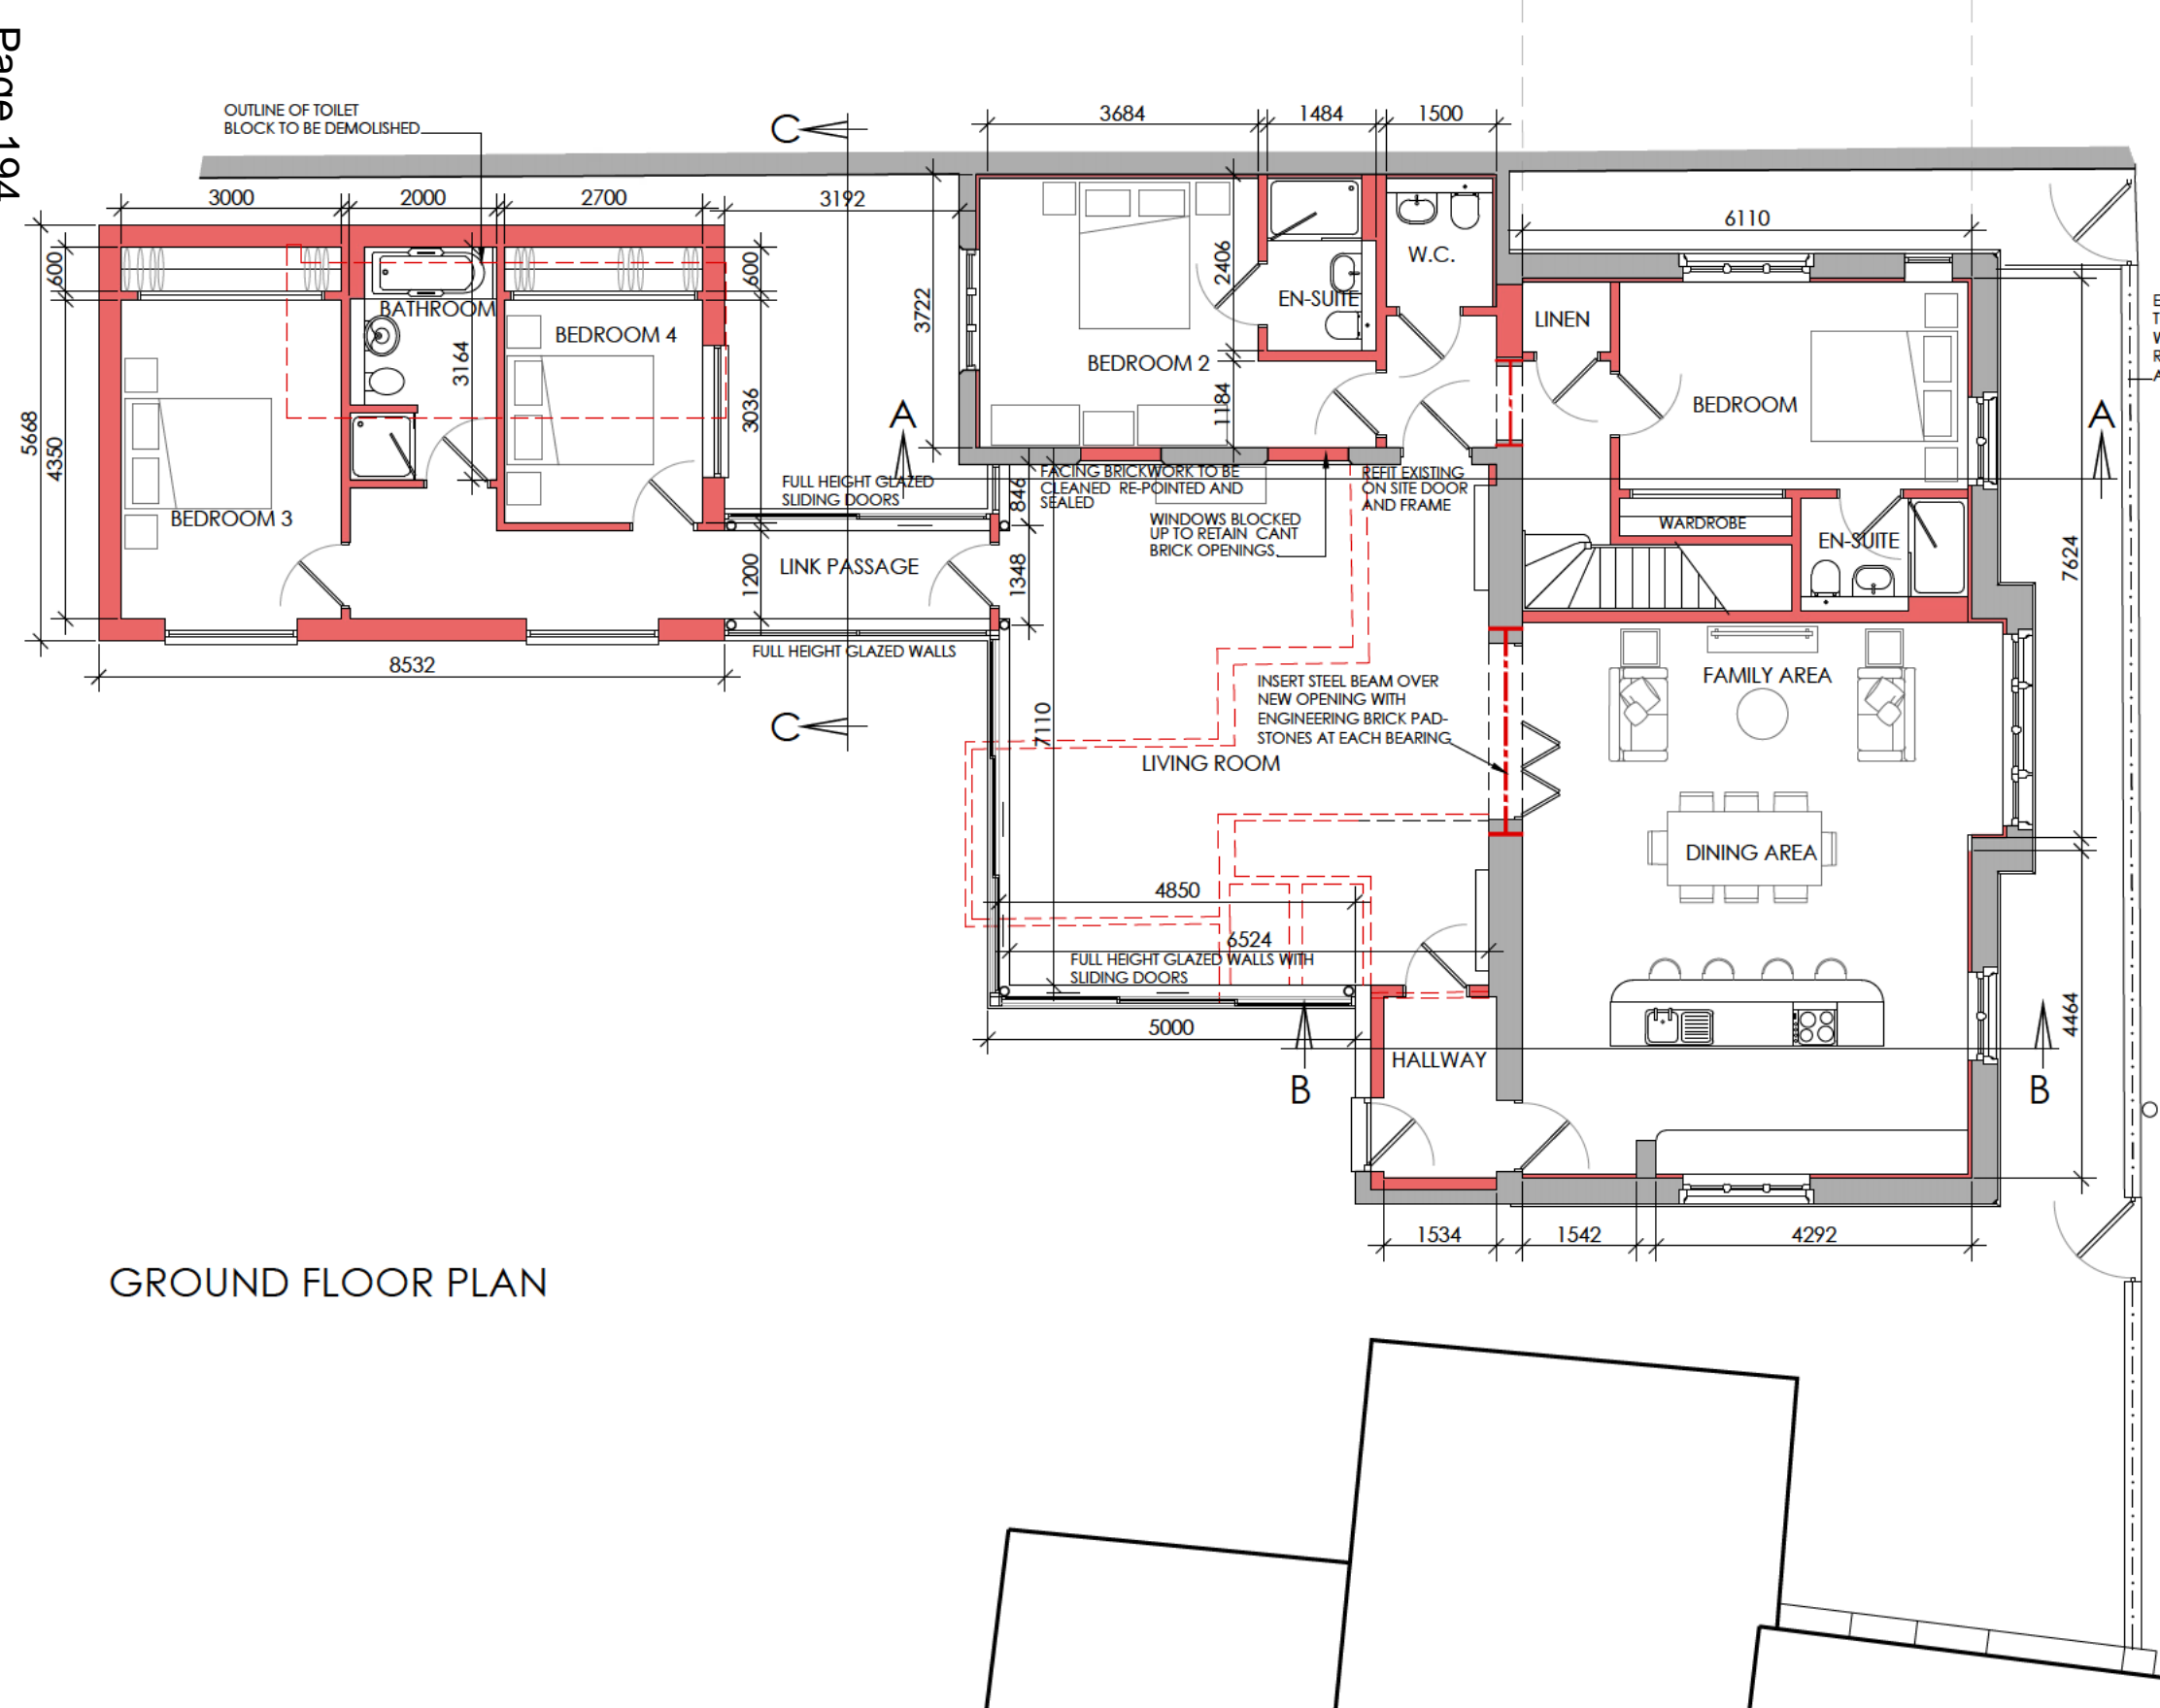 Page 194
OUTLINE OF TOILET
BLOCK TO BE DEMOLISHED
C
3684
1484
1500
3000
2000
2700
3192
6110
600
600
2406
W.C.
3722
EN-SUITE
LINEN
BATHROOM
BEDROOM 4
BEDROOM 2
3164
3036
1184
BEDROOM
A
A
5668
4350
FULL HEIGHT GLAZED
SLIDING DOORS
846
FACING BRICKWORK TO BE
CLEANED RE-POINTED AND
SEALED
REFIT EXISTING
ON SITE DOOR
AND FRAME
WINDOWS BLOCKED
UP TO RETAIN CANT
BRICK OPENINGS.
BEDROOM 3
WARDROBE
EN-SUITE
7624
1200
LINK PASSAGE
1348
FULL HEIGHT GLAZED WALLS
8532
C
7110
INSERT STEEL BEAM OVER
NEW OPENING WITH
ENGINEERING BRICK PAD-
STONES AT EACH BEARING
FAMILY AREA
LIVING ROOM
DINING AREA
4850
6524
FULL HEIGHT GLAZED WALLS WITH
SLIDING DOORS
5000
4464
HALLWAY
B
B
1534
1542
4292
GROUND FLOOR PLAN